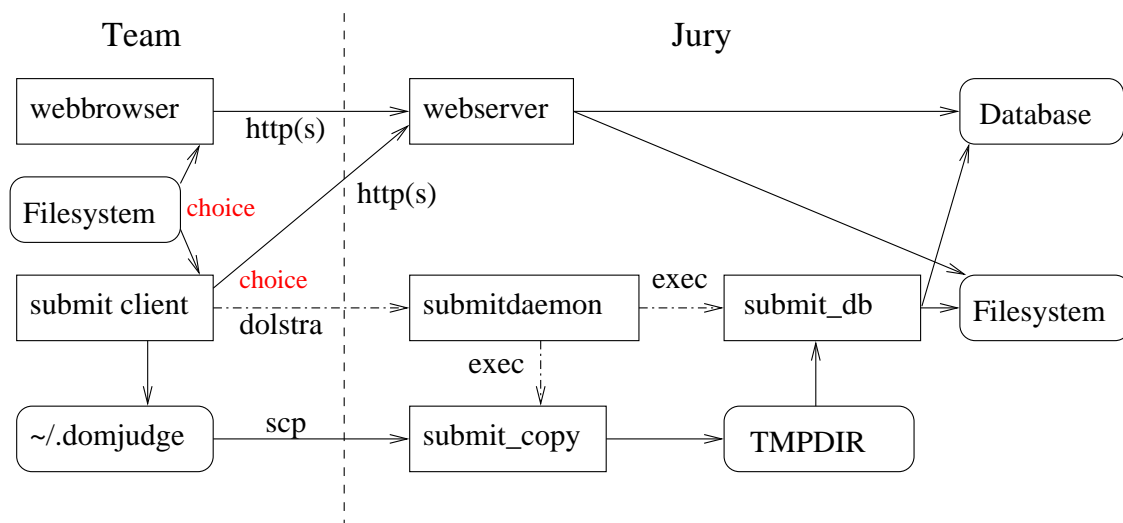 Team
Jury
webbrowser
http(s)
webserver
Database
Filesystem
choice
http(s)
submit client
choice
dolstra
submitdaemon
exec
submit_db
Filesystem
exec
~/.domjudge
scp
submit_copy
TMPDIR